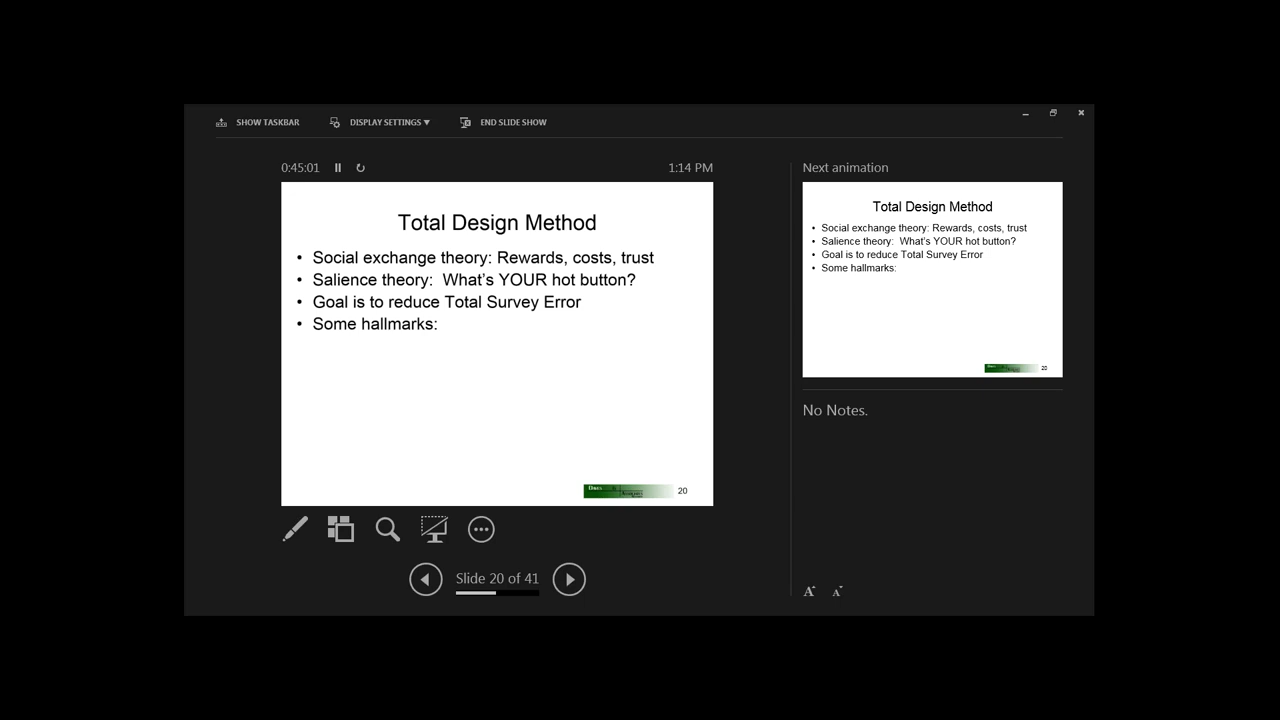 SHOW TASKBAR
DISPLAY SETTINGS ▼
END SLIDE SHOW
0:45:01
1:14 PM
Total Design Method
• Social exchange theory: Rewards, costs, trust
• Salience theory:  What's YOUR hot button?
• Goal is to reduce Total Survey Error
• Some hallmarks:
20
Slide 20 of 41
Next animation
Total Design Method
• Social exchange theory: Rewards, costs, trust
• Salience theory:  What's YOUR hot button?
• Goal is to reduce Total Survey Error
• Some hallmarks:
20
No Notes.
A A